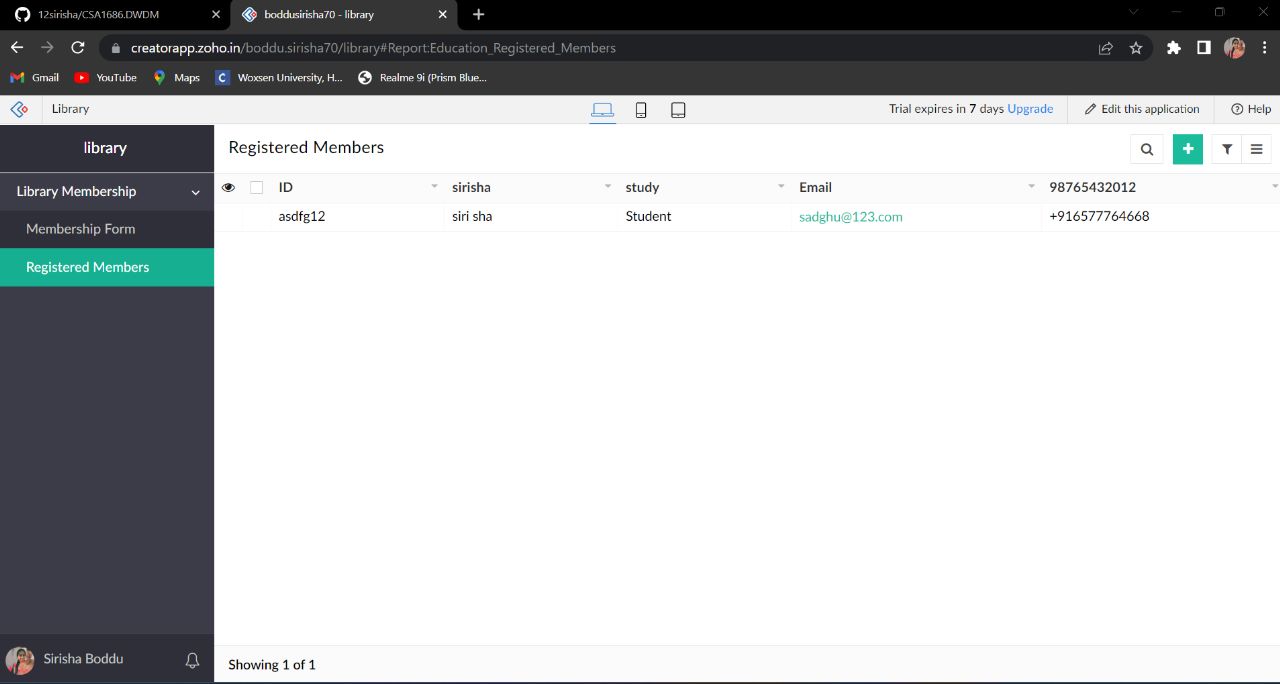 12sirisha/CSA1686.DWDM
boddusirisha70 - library
creatorapp.zoho.in/boddu.sirisha70/library#Report:Education_Registered_Members
Gmail YouTube Maps Woxsen University, H... Realme 9i (Prism Blue...
Library
Trial expires in 7 days Upgrade
Edit this application
Help
library
Library Membership
Membership Form
Registered Members
Registered Members
ID sirisha study Email 98765432012
asdfg12 siri sha Student sadghu@123.com +916577764668
Sirisha Boddu
Showing 1 of 1